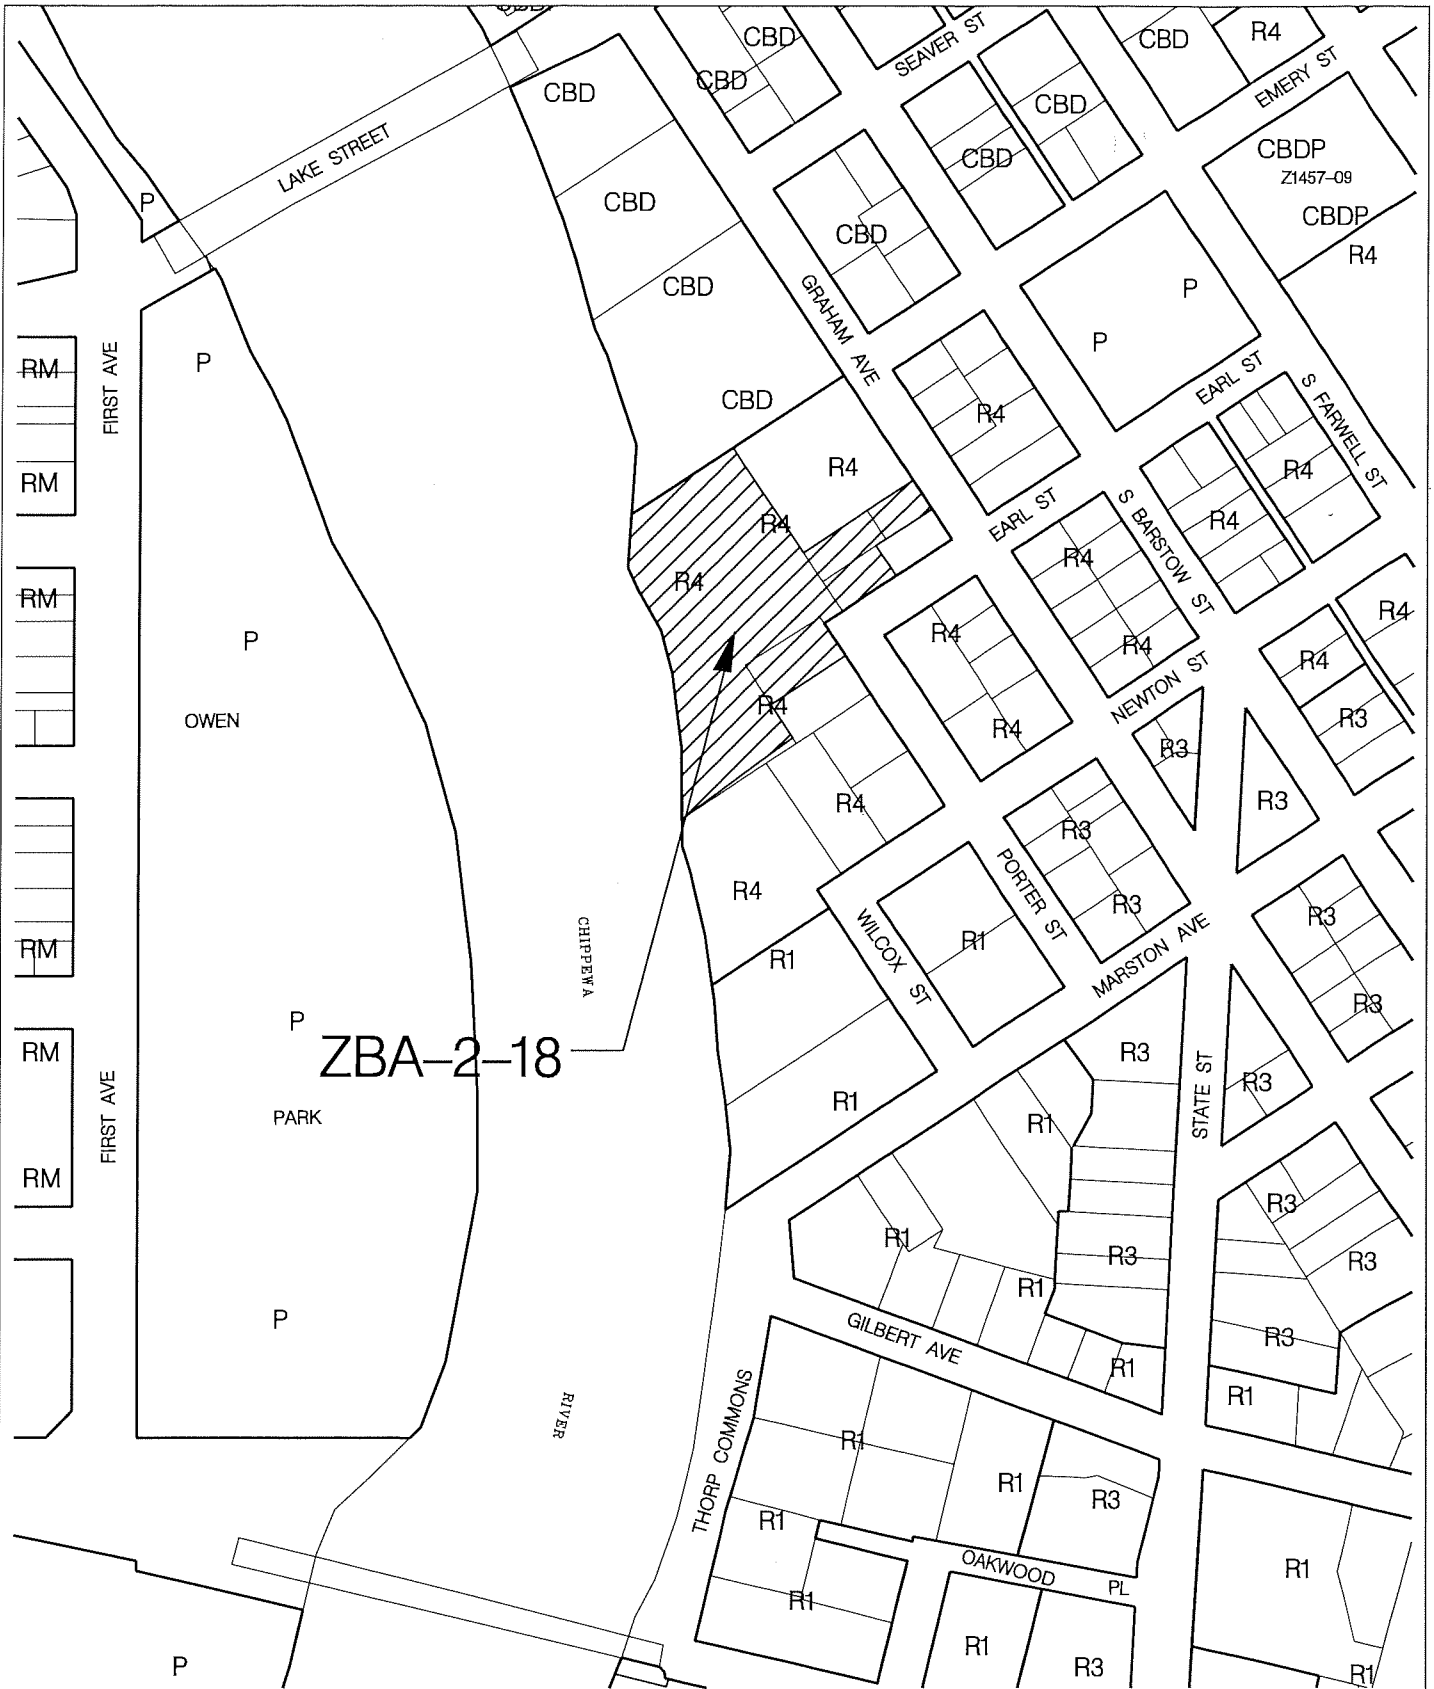 CBD
SEAVER ST
CBD
CBD
R4
EMERY ST
CBD
CBD
CBD
CBD
CBDP
Z1457–09
CBDP
R4
LAKE STREET
P
CBD
CBD
CBD
P
P
GRAHAM AVE
FIRST AVE
RM
P
CBD
R4
EARL ST
S FARWELL ST
RM
R4
R4
R4
R4
EARL ST
S BARSTOW ST
R4
R4
R4
RM
P
R4
R4
R4
R4
NEWTON ST
OWEN
R4
R4
R3
R3
R4
R3
R3
RM
R4
PORTER ST
R3
R3
CHIPPEWA
R1
WILCOX ST
R1
MARSTON AVE
R3
P
ZBA–2–18
RM
FIRST AVE
R3
R3
STATE ST
PARK
R1
R1
RM
R3
R1
R3
R3
R1
P
GILBERT AVE
R3
R1
R1
THORP COMMONS
RIVER
R1
R1
R3
R1
OAKWOOD PL
R1
R1
P
R1
R3
R1